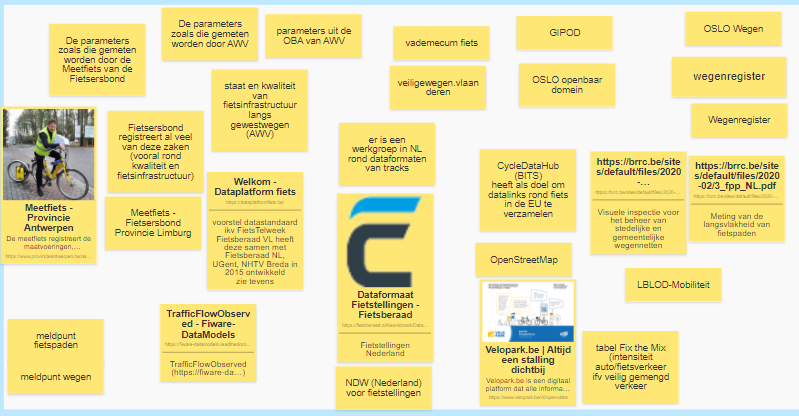 De parameters
zoals die gemeten
worden door de
Meetfiets van de
Fietsersbond
De parameters
zoals die gemeten
worden door AWV
parameters uit de
OBA van AWV
vademecum fiets
GIPOD
OSLO Wegen
staat en kwaliteit
van
fietsinfrastructuur
langs
gewestwegen
(AWV)
veiligewegen.vlaan
deren
OSLO openbaar
domein
wegenregister
Wegenregister
Meetfiets -
Provincie
Antwerpen
De meetfiets registreert de
maatvoeringen,...
Fietsersbond
registreert al veel
van deze zaken
(vooral rond
kwaliteit en
fietsinfrastructuur)
Meetfiets -
Fietsersbond
Provincie Limburg
Welkom -
Dataplatform fiets
https://dataplatformfiets.be/
voorstel datastandaard
ikv FietsTelweek
Fietsberaad VL heeft
deze samen met
Fietsberaad NL,
UGent, NHTV Breda in
2015 ontwikkeld
zie tevens
er is een
werkgroep in NL
rond dataformaten
van tracks
Dataformaat
Fietstellingen -
Fietsberaad
Fietstellingen
Nederland
CycleDataHub
(BITS)
heeft als doel om
datalinks rond fiets
in de EU te
verzamelen
https://brrc.be/site
s/default/files/2020
-...
Visuele inspectie voor
het beheer van
stedelijke en
gemeentelijke
wegennetten
https://brrc.be/site
s/default/files/2020
-02/3_fpp_NL.pdf
Meting van de
langsvlakheid van
fietspaden
OpenStreetMap
LBLOD-Mobiliteit
Velopark.be | Altijd
een stalling
dichtbij
Velopark.be is een digitaal
platform dat alle informa...
TrafficFlowObserv
ed - Fiware-
DataModels
TrafficFlowObserved
(https://fiware-da...)
meldpunt
fietspaden
meldpunt wegen
NDW (Nederland)
voor fietstellingen
tabel Fix the Mix
(intensiteit
auto/fietsverkeer
ifv veilig gemengd
verkeer